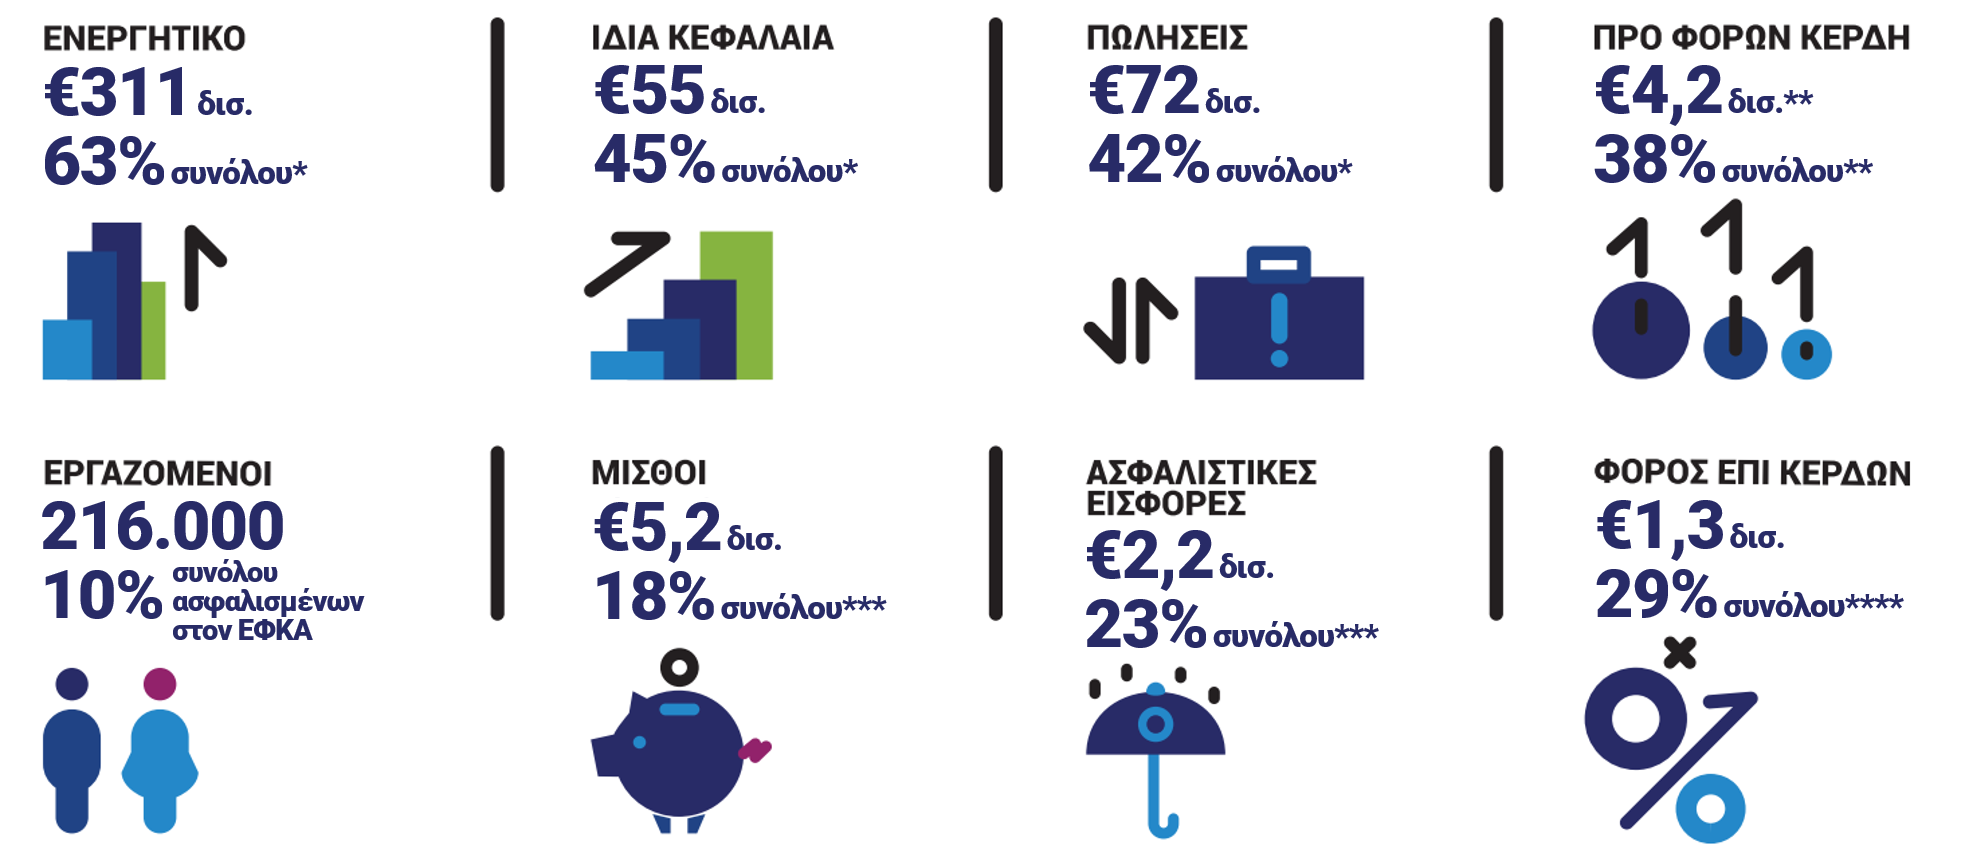 ΕΝΕΡΓΗΤΙΚΟ
€311 δισ.
63% συνόλου*
ΙΔΙΑ ΚΕΦΑΛΑΙΑ
€55 δισ.
45% συνόλου*
ΠΩΛΗΣΕΙΣ
€72 δισ.
42% συνόλου*
ΠΡΟ ΦΟΡΩΝ ΚΕΡΔΗ
€4,2 δισ.**
38% συνόλου**
ΕΡΓΑΖΟΜΕΝΟΙ
216.000
10% συνόλου
ασφαλισμένων
στον ΕΦΚΑ
ΜΙΣΘΟΙ
€5,2 δισ.
18% συνόλου***
ΑΣΦΑΛΙΣΤΙΚΕΣ
ΕΙΣΦΟΡΕΣ
€2,2 δισ.
23% συνόλου***
ΦΟΡΟΣ ΕΠΙ ΚΕΡΔΩΝ
€1,3 δισ.
29% συνόλου****